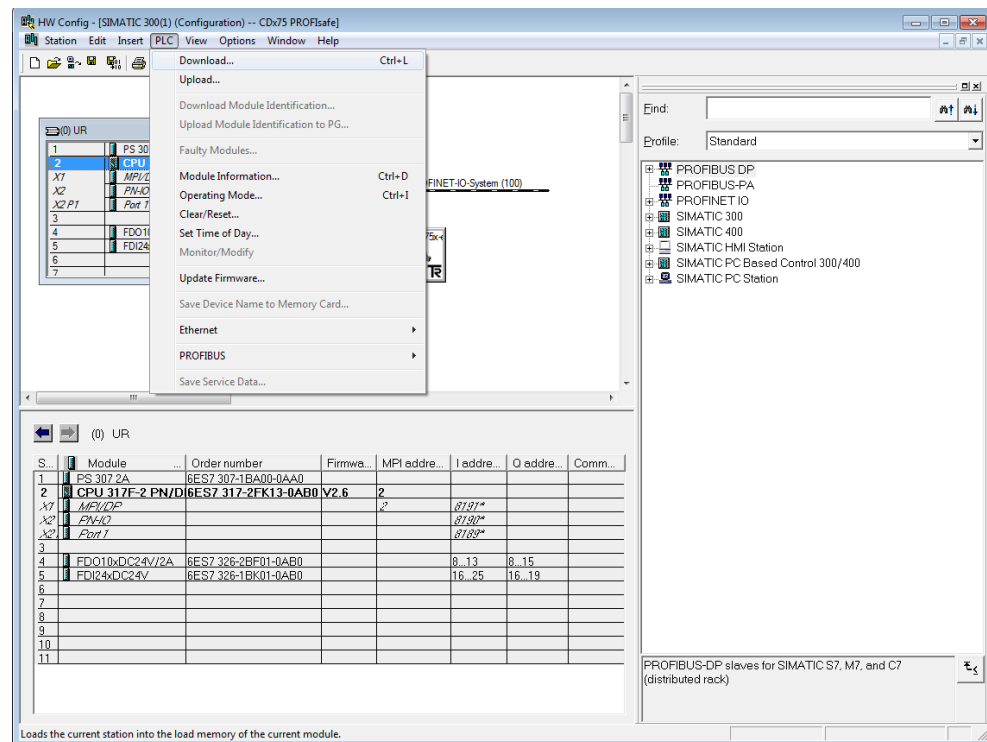 HW Config - [SIMATIC 300(1) (Configuration) -- CDx75 PROFIsafe]
Station Edit Insert PLC View Options Window Help
Download... Ctrl+L
Upload...
Download Module Identification...
Upload Module Identification to PG...
Faulty Modules...
Module Information... Ctrl+D
Operating Mode... Ctrl+I
Clear/Reset...
Set Time of Day...
Monitor/Modify
Update Firmware...
Save Device Name to Memory Card...
Ethernet
PROFIBUS
Save Service Data...
(0) UR
1 PS 30
2 CPU
X1 MPI/D
X2 PN-IO
X2 P1 Port 1
3
4 FDO10
5 FDI24x
6
7
FINET-IO-System (100)
75x-e
TR
Find:
Profile: Standard
PROFIBUS DP
PROFIBUS-PA
PROFINET IO
SIMATIC 300
SIMATIC 400
SIMATIC HMI Station
SIMATIC PC Based Control 300/400
SIMATIC PC Station
(0) UR
S... Module ... Order number Firmwa... MPI addre... I addre... Q addre... Comm...
1 PS 307 2A 6ES7 307-1BA00-0AA0
2 CPU 317F-2 PN/D 6ES7 317-2FK13-0AB0 V2.6 2
X1 MPI/DP 2 8191*
X2 PN-IO 8190*
X2 Port 1 8189*
3
4 FDO10xDC24V/2A 6ES7 326-2BF01-0AB0 8...13 8...15
5 FDI24xDC24V 6ES7 326-1BK01-0AB0 16...25 16...19
6
7
8
9
10
11
PROFIBUS-DP slaves for SIMATIC S7, M7, and C7
(distributed rack)
Loads the current station into the load memory of the current module.